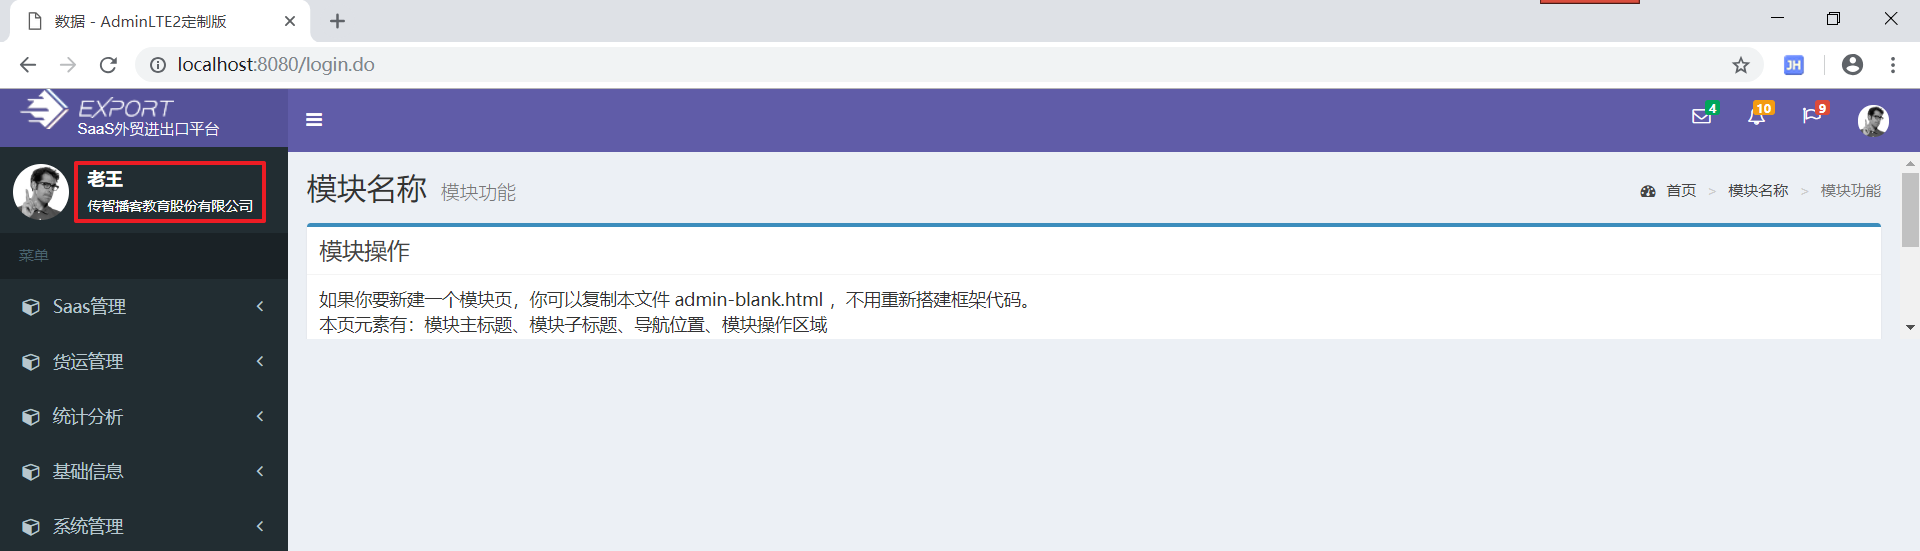 数据 - AdminLTE2定制版
localhost:8080/login.do
JH
EXPORT
SaaS外贸进出口平台
4
10
9
老王
传智播客教育股份有限公司
菜单
Saas管理
货运管理
统计分析
基础信息
系统管理
模块名称 模块功能
首页 > 模块名称 > 模块功能
模块操作
如果你要新建一个模块页，你可以复制本文件 admin-blank.html ，不用重新搭建框架代码。
本页元素有：模块主标题、模块子标题、导航位置、模块操作区域